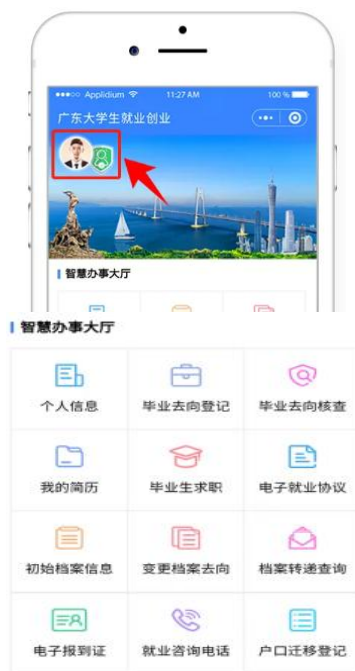 Applidium 11:27 AM 100 %
广东大学生就业创业
智慧办事大厅
智慧办事大厅
个人信息 毕业去向登记 毕业去向核查
我的简历 毕业生求职 电子就业协议
初始档案信息 变更档案去向 档案转递查询
电子报到证 就业咨询电话 户口迁移登记